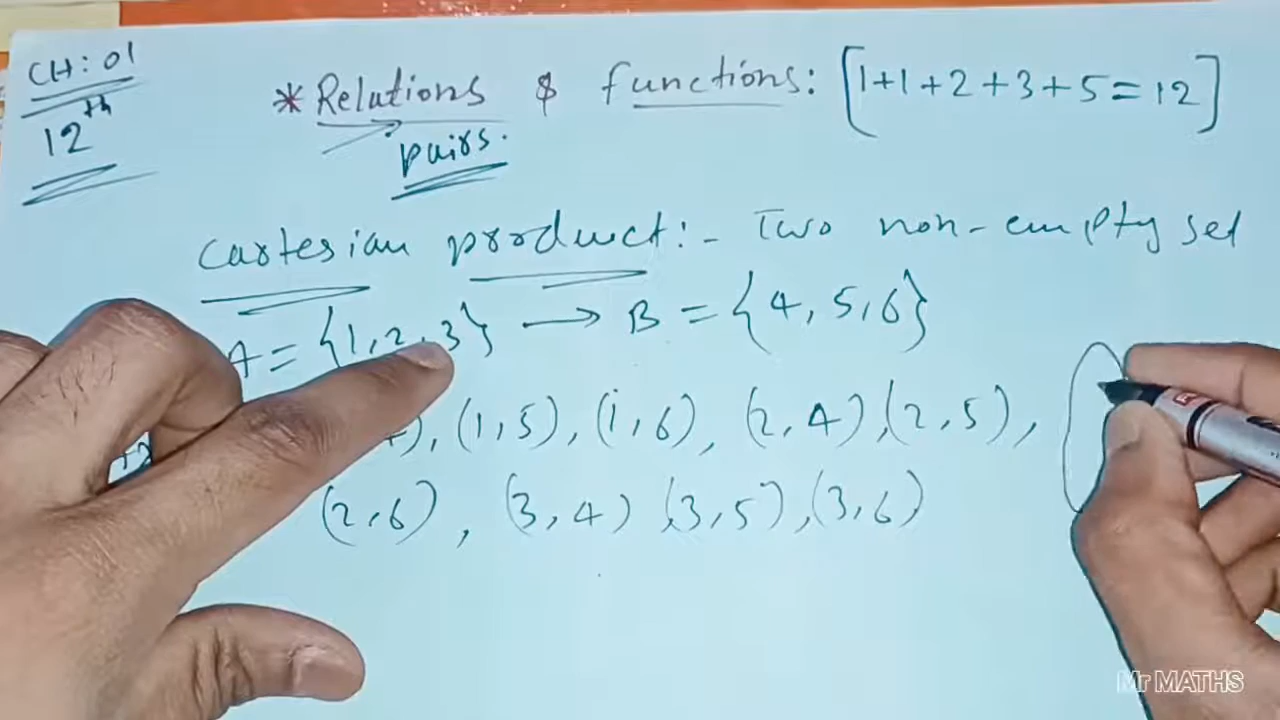 CH: 01
12th
* Relations & functions: [1+1+2+3+5=12]
pairs.
Cartesian product:- Two non-empty set
A = {1,2,3} → B = {4,5,6}
), (1,5), (1,6), (2,4),(2,5),
(2,6), (3,4) (3,5),(3,6)
Mr MATHS